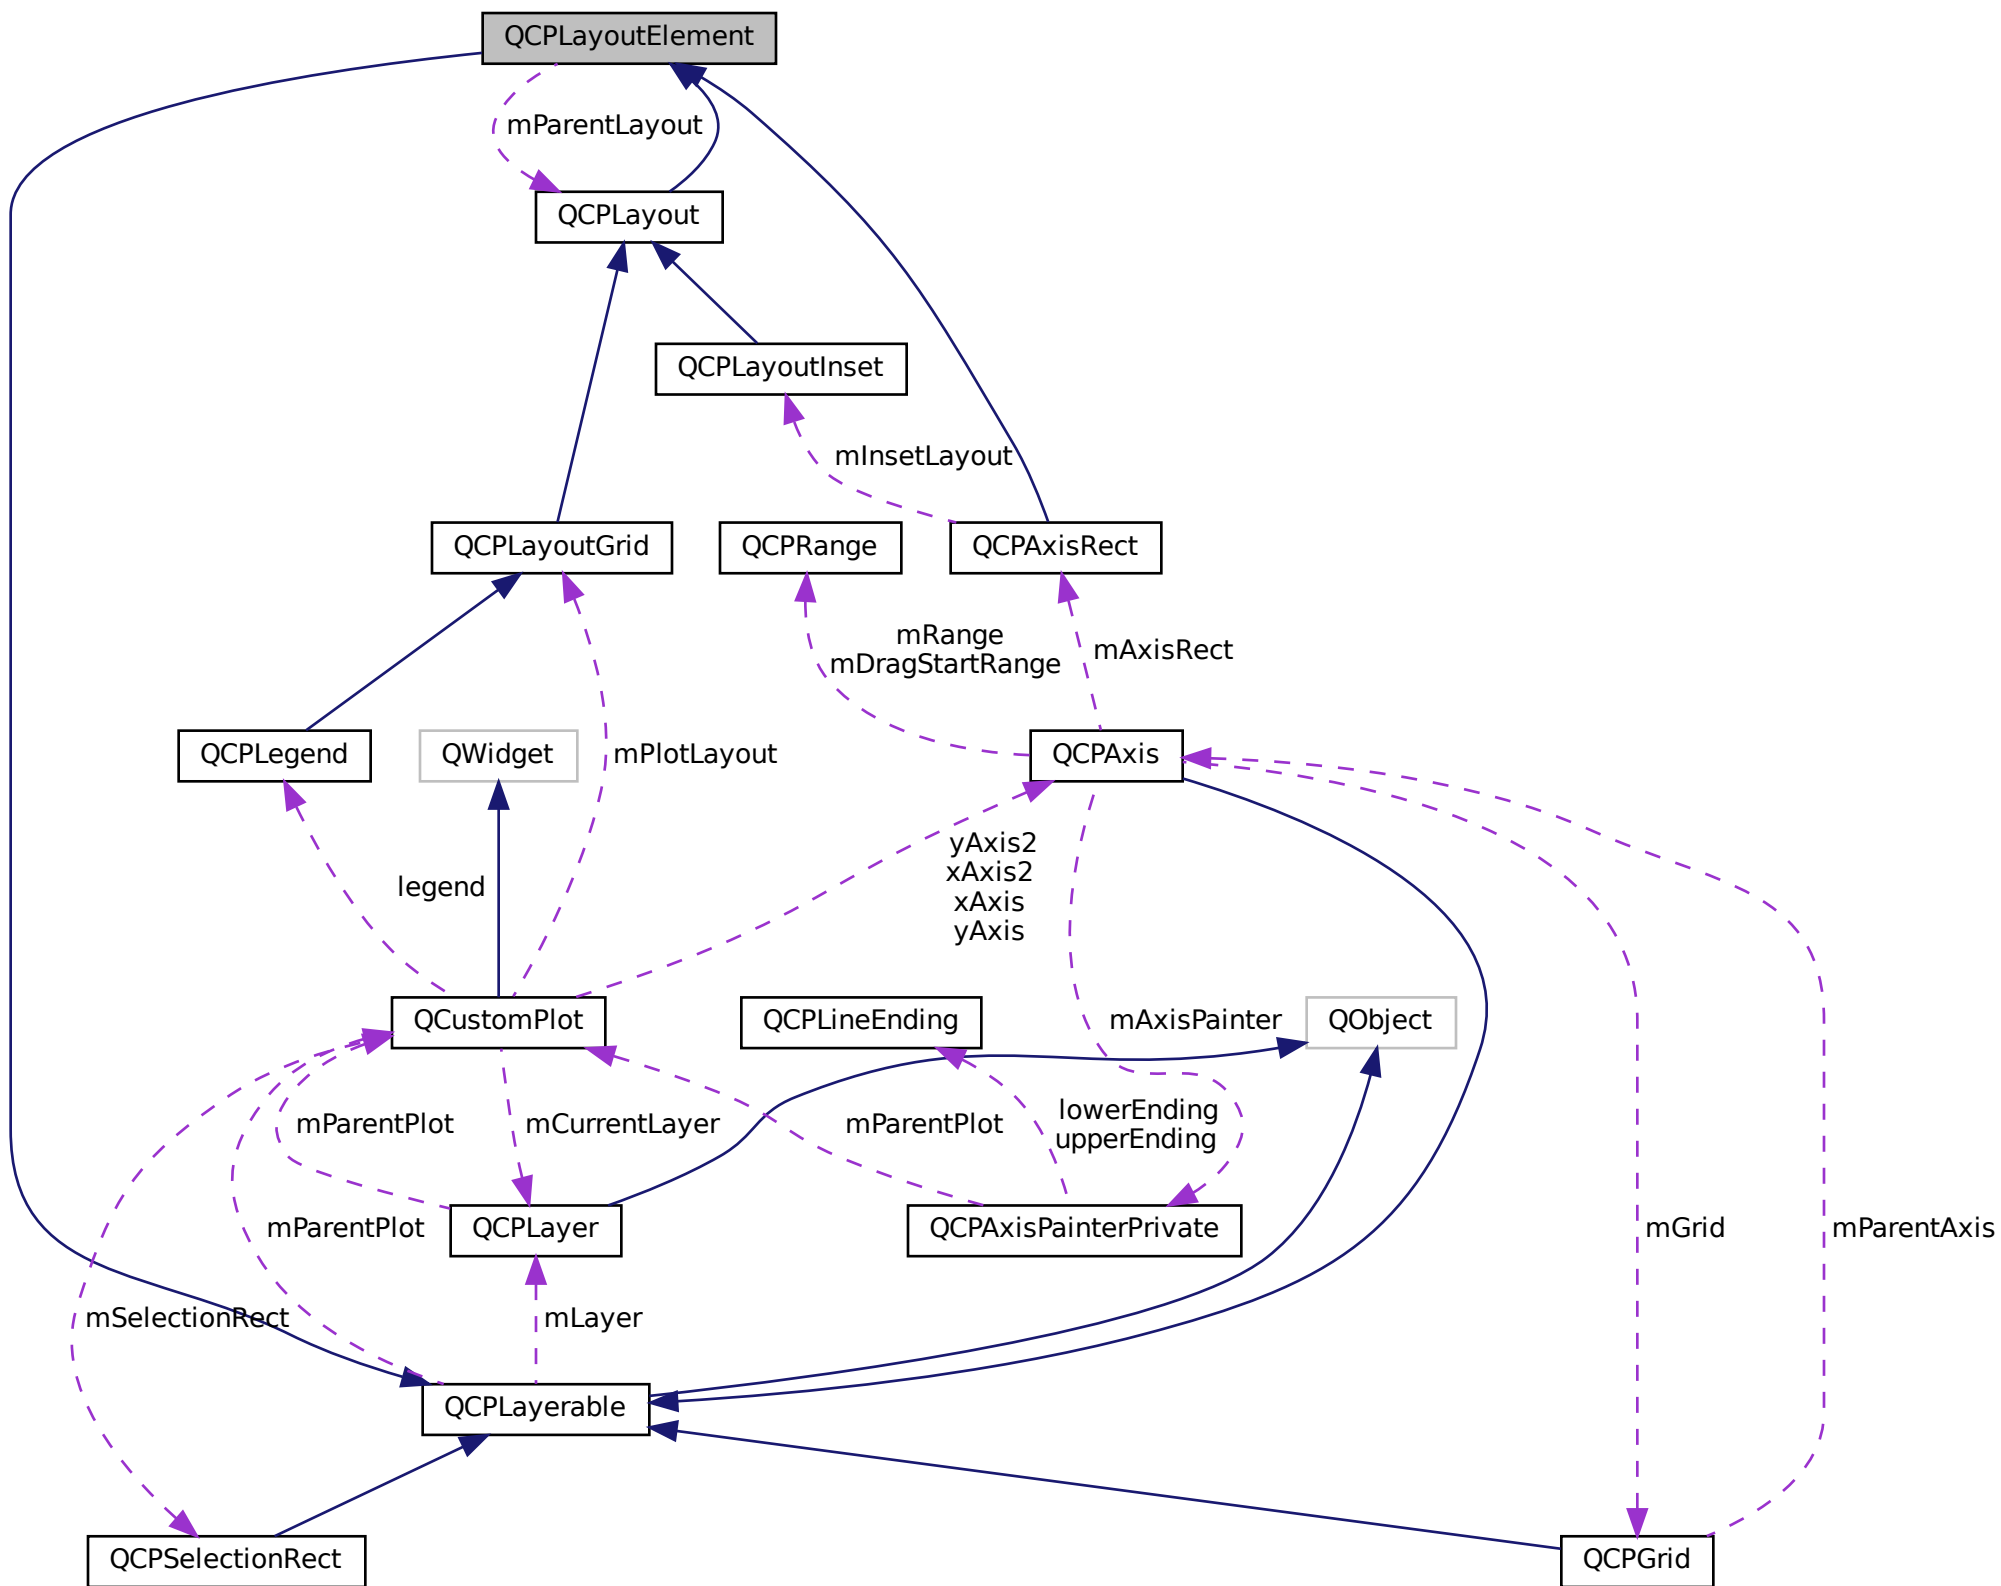 QCPLayoutElement
mParentLayout
QCPLayout
QCPLayoutInset
mInsetLayout
QCPLayoutGrid
QCPRange
QCPAxisRect
mRange
mDragStartRange
mAxisRect
QCPLegend
QWidget
mPlotLayout
QCPAxis
legend
yAxis2
xAxis2
xAxis
yAxis
QCustomPlot
QCPLineEnding
mAxisPainter
QObject
mParentPlot
mCurrentLayer
mParentPlot
lowerEnding
upperEnding
mParentPlot
QCPLayer
QCPAxisPainterPrivate
mGrid
mParentAxis
mSelectionRect
mLayer
QCPLayerable
QCPSelectionRect
QCPGrid